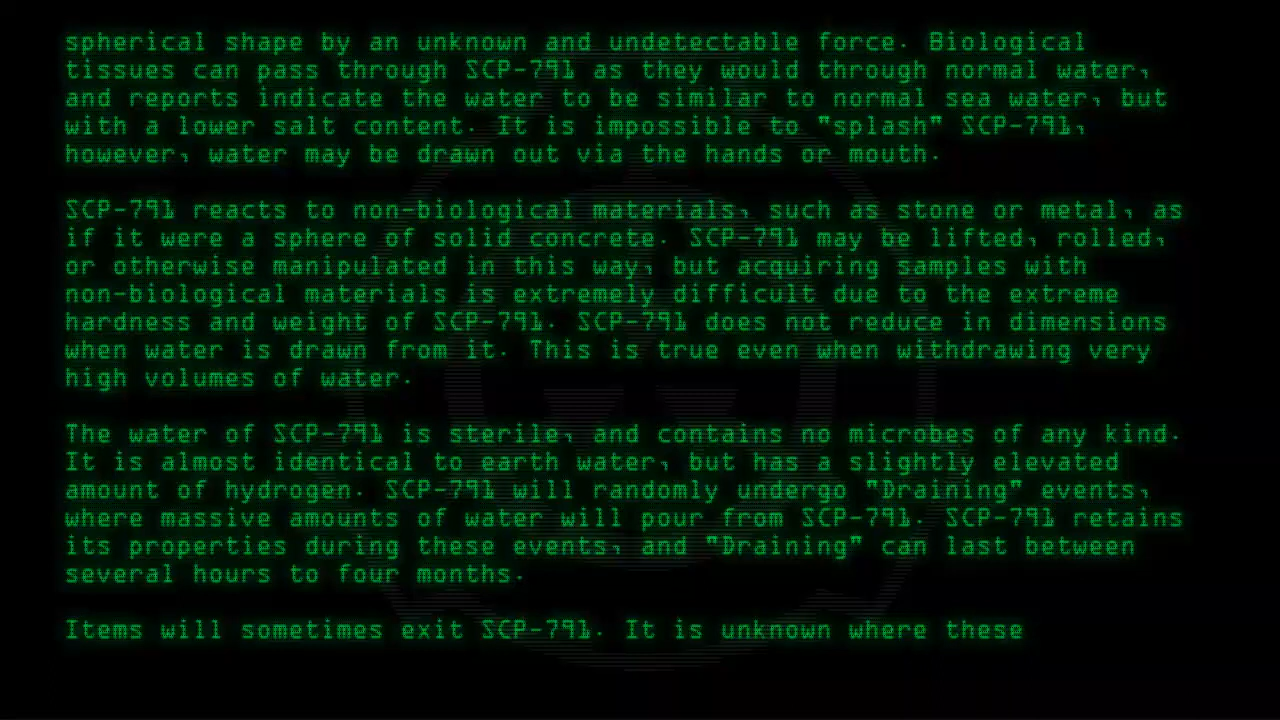 spherical shape by an unknown and undetectable force. Biological
tissues can pass through SCP-791 as they would through normal water,
and reports indicate the water to be similar to normal sea water, but
with a lower salt content. It is impossible to "splash" SCP-791,
however, water may be drawn out via the hands or mouth.
SCP-791 reacts to non-biological materials, such as stone or metal, as
if it were a sphere of solid concrete. SCP-791 may be lifted, rolled,
or otherwise manipulated in this way, but acquiring samples with
non-biological materials is extremely difficult due to the extreme
hardness and weight of SCP-791. SCP-791 does not reduce in dimensions
when water is drawn from it. This is true even when withdrawing very
high volumes of water.
The water of SCP-791 is sterile, and contains no microbes of any kind.
It is almost identical to earth water, but has a slightly elevated
amount of hydrogen. SCP-791 will randomly undergo "Draining" events,
where massive amounts of water will pour from SCP-791. SCP-791 retains
its properties during these events, and "Draining" can last between
several hours to four months.
Items will sometimes exit SCP-791. It is unknown where these